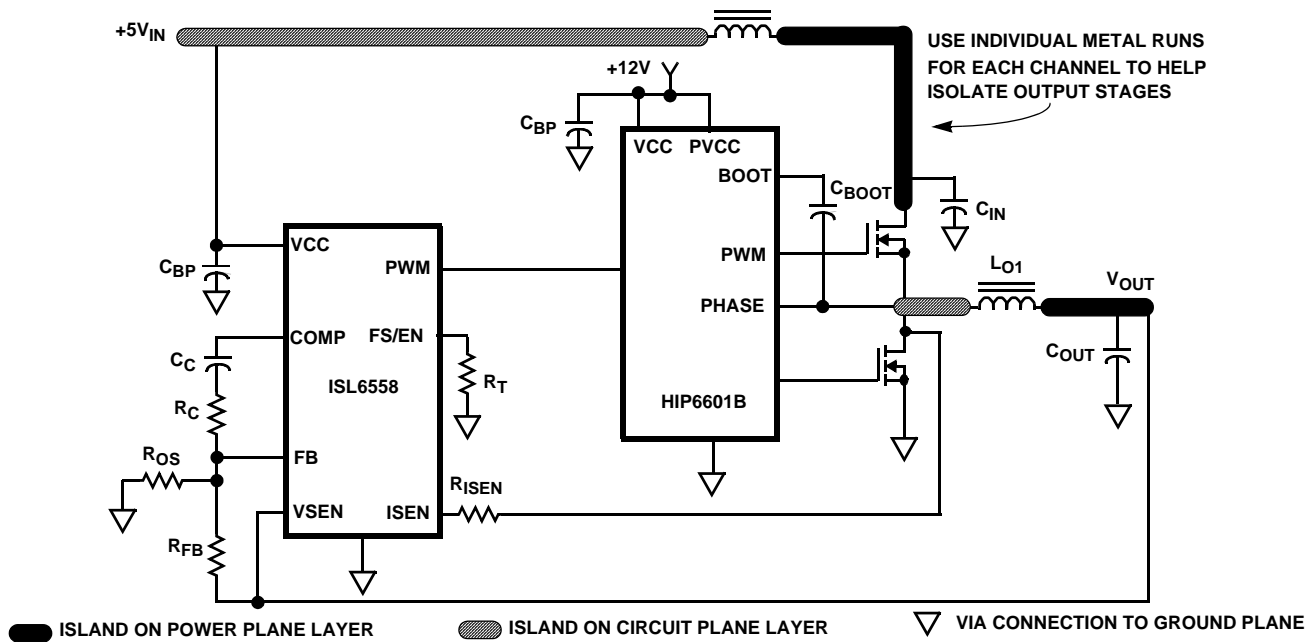 +5VIN
USE INDIVIDUAL METAL RUNS
FOR EACH CHANNEL TO HELP
ISOLATE OUTPUT STAGES
+12V
CBP
VCC PVCC
BOOT
CBOOT
CIN
VCC
CBP
PWM
PWM
LO1
VOUT
PHASE
COMP
FS/EN
CC
RT
COUT
ISL6558
HIP6601B
RC
ROS
FB
RISEN
VSEN
ISEN
RFB
ISLAND ON POWER PLANE LAYER
ISLAND ON CIRCUIT PLANE LAYER
VIA CONNECTION TO GROUND PLANE